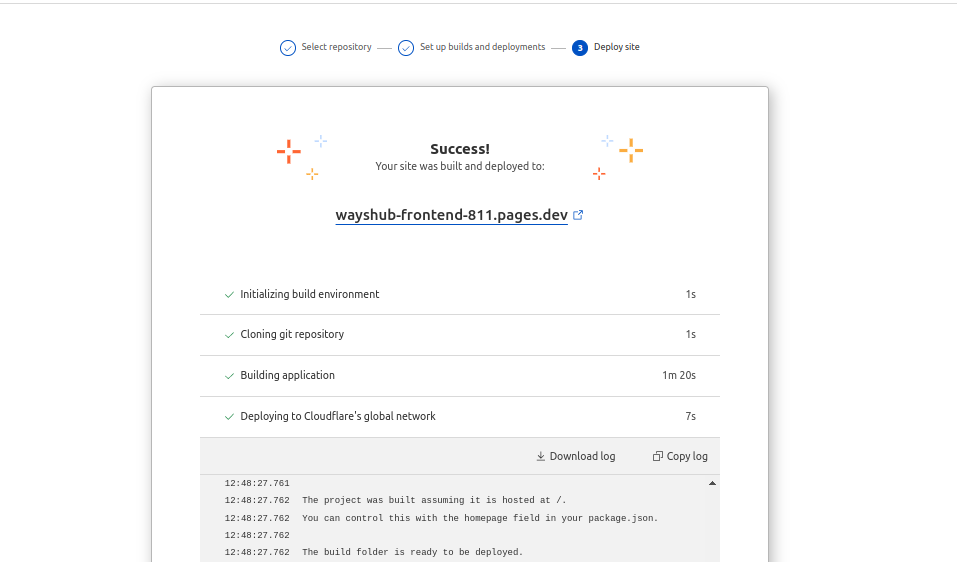 Select repository
Set up builds and deployments
3 Deploy site
Success!
Your site was built and deployed to:
wayshub-frontend-811.pages.dev
Initializing build environment 1s
Cloning git repository 1s
Building application 1m 20s
Deploying to Cloudflare's global network 7s
Download log Copy log
12:48:27.761
12:48:27.762 The project was built assuming it is hosted at /.
12:48:27.762 You can control this with the homepage field in your package.json.
12:48:27.762
12:48:27.762 The build folder is ready to be deployed.